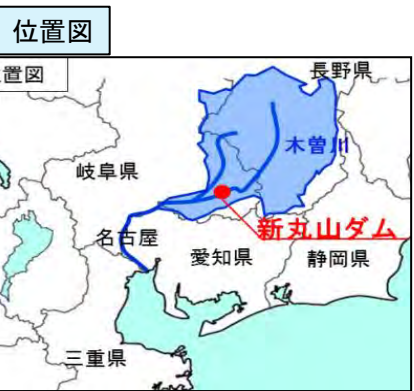 位置図
置図
長野県
木曽川
岐阜県
新丸山ダム
名古屋
愛知県
静岡県
三重県